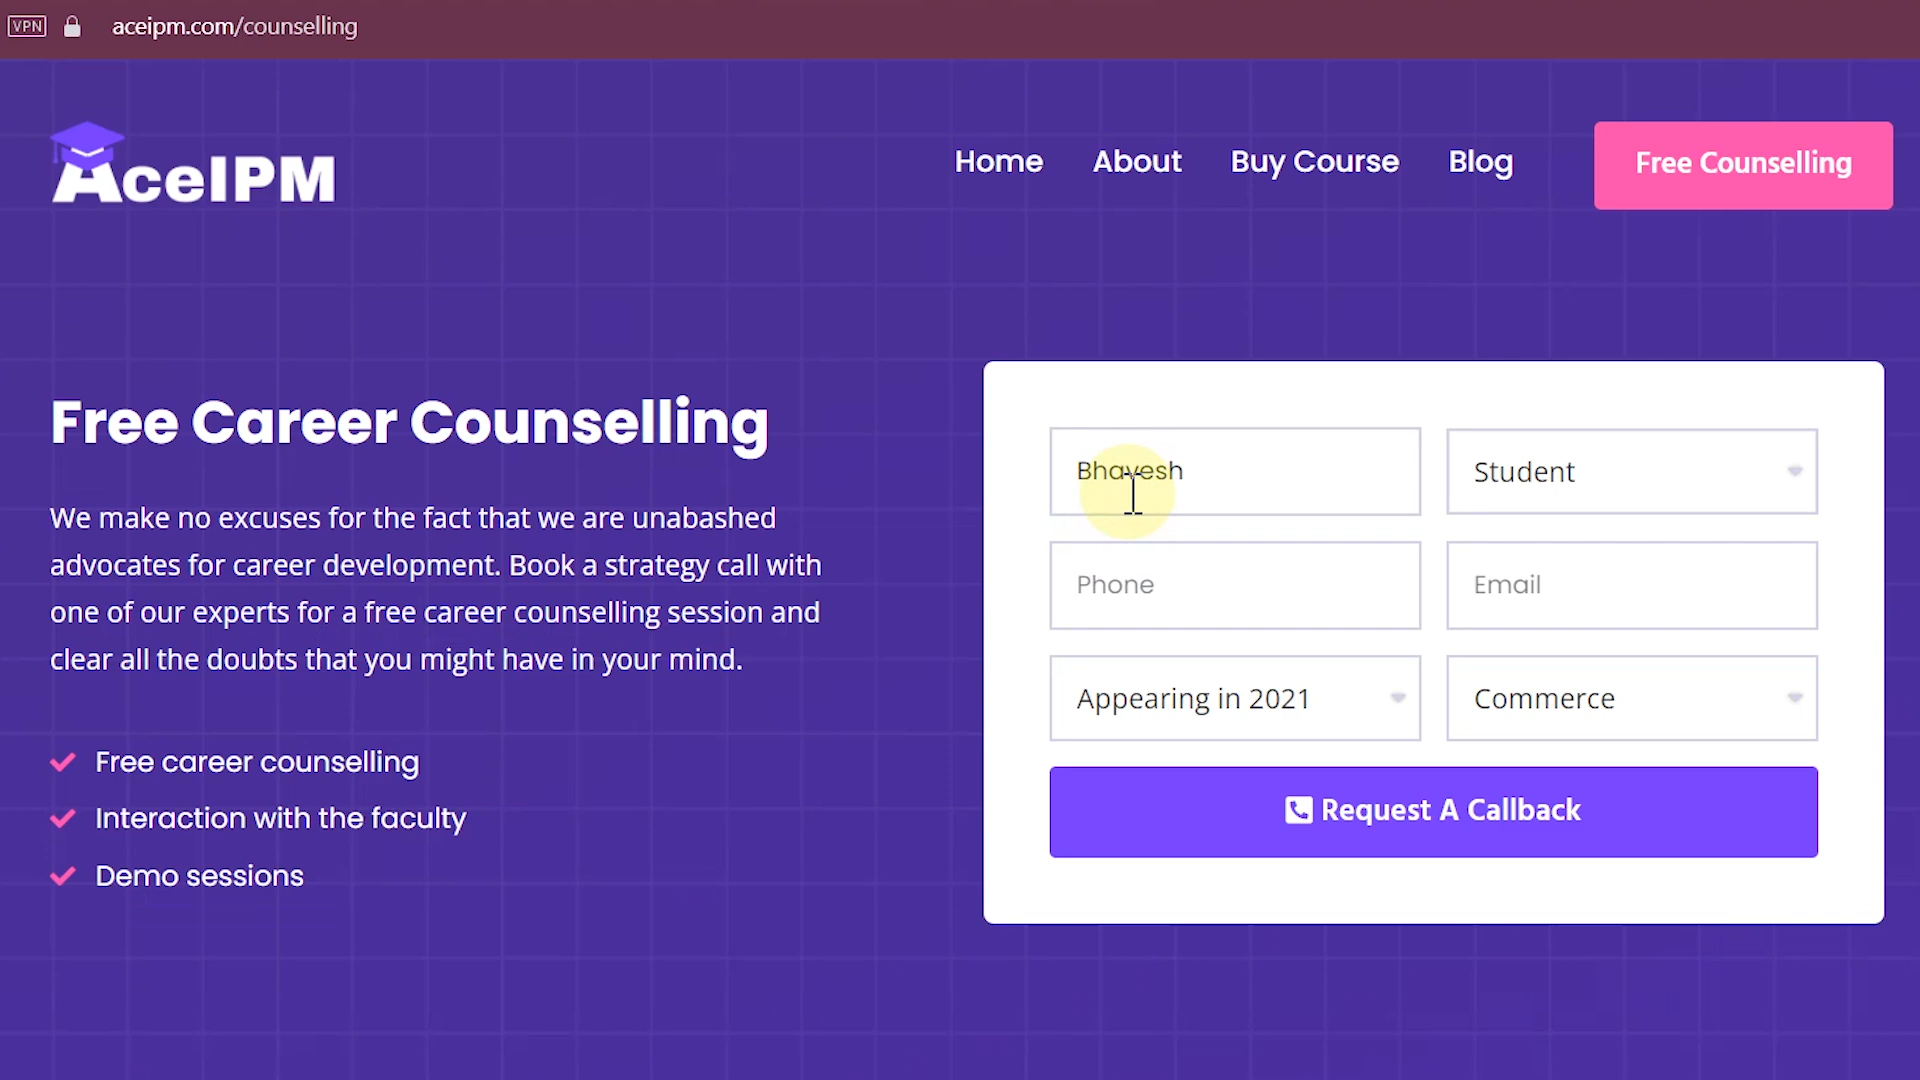 VPN
aceipm.com/counselling
AceIPM
Home About Buy Course Blog Free Counselling
Free Career Counselling
We make no excuses for the fact that we are unabashed
advocates for career development. Book a strategy call with
one of our experts for a free career counselling session and
clear all the doubts that you might have in your mind.
Free career counselling
Interaction with the faculty
Demo sessions
Bhavesh Student
Phone Email
Appearing in 2021 Commerce
Request A Callback